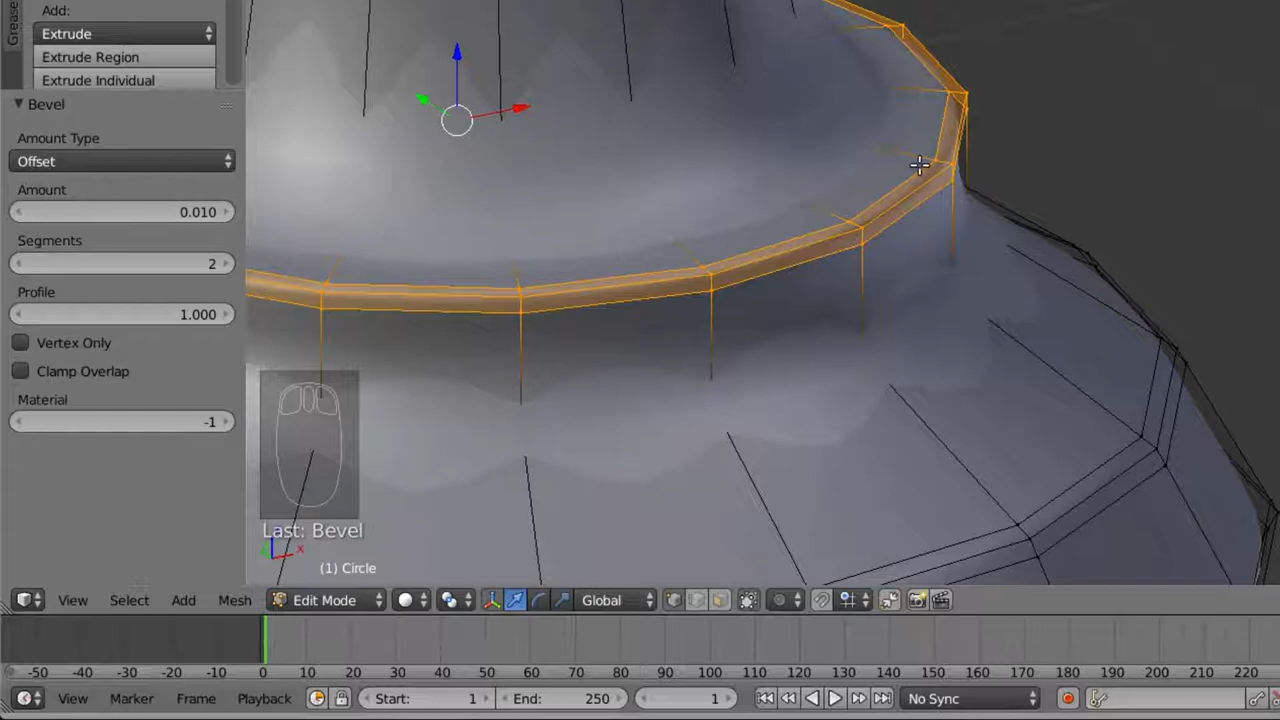 Grease
Add:
Extrude
Extrude Region
Extrude Individual
Bevel
Amount Type
Offset
Amount
0.010
Segments
2
Profile
1.000
Vertex Only
Clamp Overlap
Material
-1
Last: Bevel
x
(1) Circle
View Select Add Mesh Edit Mode Global
-50 -40 -30 -20 -10 0 10 20 30 40 50 60 70 80 90 100 110 120 130 140 150 160 170 180 190 200 210 220
View Marker Frame Playback Start: 1 End: 250 1 No Sync